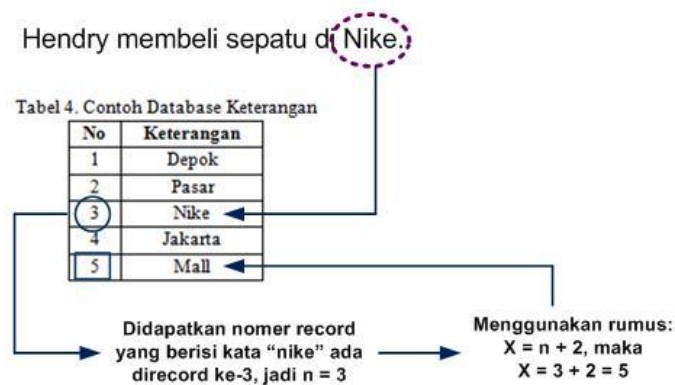 Hendry membeli sepatu di Nike.
Tabel 4. Contoh Database Keterangan
No Keterangan
1 Depok
2 Pasar
3 Nike
4 Jakarta
5 Mall
Didapatkan nomer record
yang berisi kata “nike” ada
direcord ke-3, jadi n = 3
Menggunakan rumus:
X = n + 2, maka
X = 3 + 2 = 5